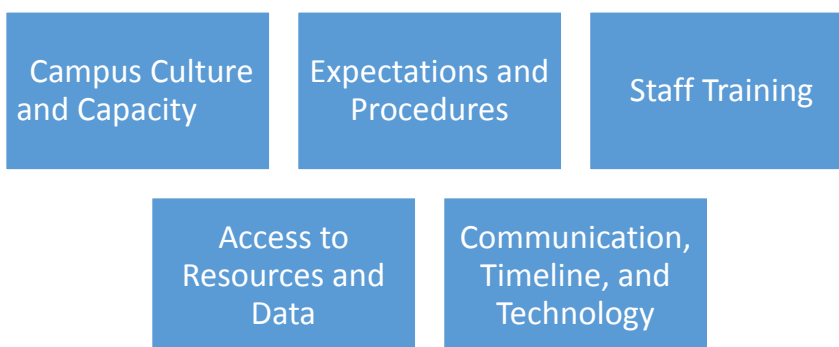 Campus Culture
and Capacity
Expectations and
Procedures
Staff Training
Access to
Resources and
Data
Communication,
Timeline, and
Technology